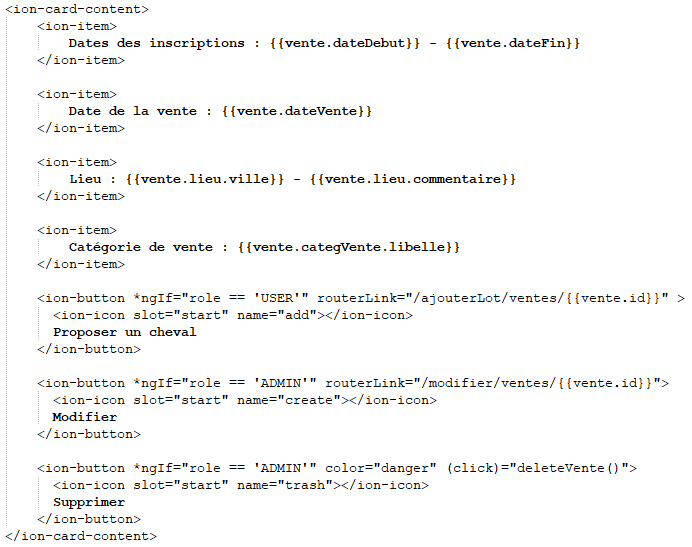 <ion-card-content>
<ion-item>
Dates des inscriptions : {{vente.dateDebut}} - {{vente.dateFin}}
</ion-item>
<ion-item>
Date de la vente : {{vente.dateVente}}
</ion-item>
<ion-item>
Lieu : {{vente.lieu.ville}} - {{vente.lieu.commentaire}}
</ion-item>
<ion-item>
Catégorie de vente : {{vente.categVente.libelle}}
</ion-item>
<ion-button *ngIf="role == 'USER'" routerLink="/ajouterLot/ventes/{{vente.id}}" >
<ion-icon slot="start" name="add"></ion-icon>
Proposer un cheval
</ion-button>
<ion-button *ngIf="role == 'ADMIN'" routerLink="/modifier/ventes/{{vente.id}}">
<ion-icon slot="start" name="create"></ion-icon>
Modifier
</ion-button>
<ion-button *ngIf="role == 'ADMIN'" color="danger" (click)="deleteVente()">
<ion-icon slot="start" name="trash"></ion-icon>
Supprimer
</ion-button>
</ion-card-content>